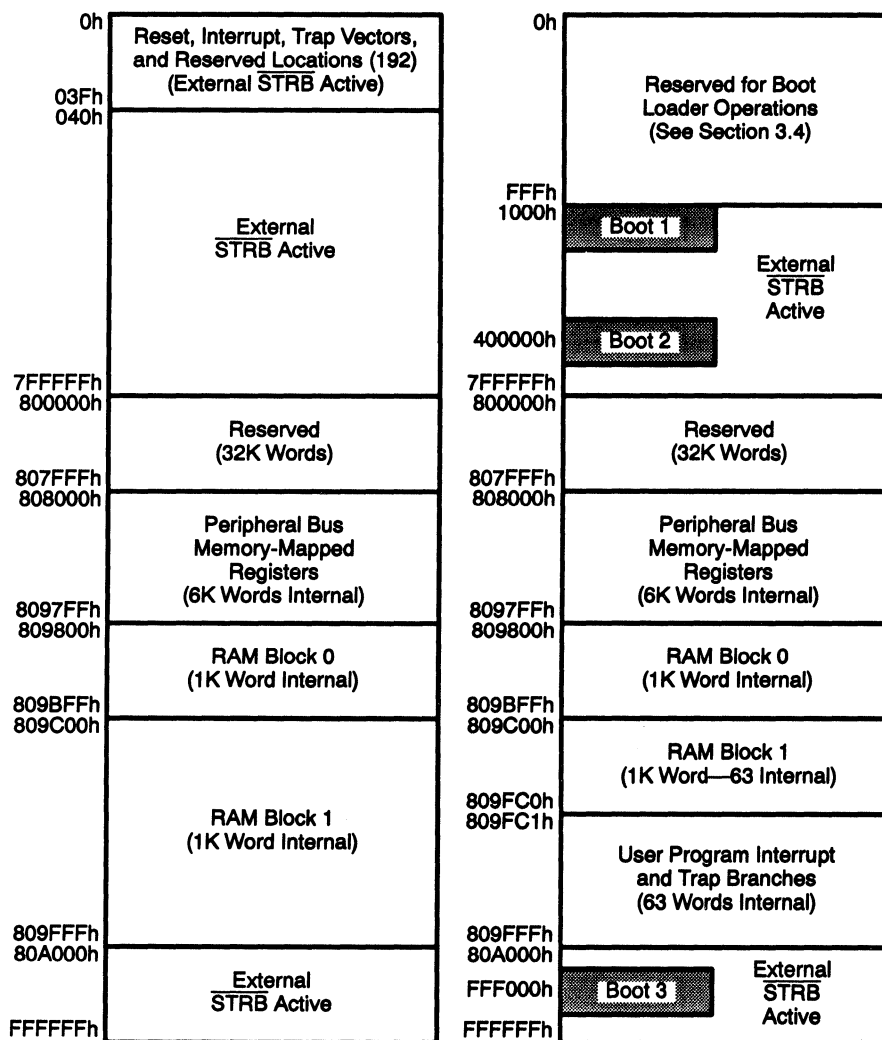 0h
Reset, Interrupt, Trap Vectors,
and Reserved Locations (192)
(External STRB Active)
03Fh
040h
External
STRB Active
7FFFFFh
800000h
Reserved
(32K Words)
807FFFh
808000h
Peripheral Bus
Memory-Mapped
Registers
(6K Words Internal)
8097FFh
809800h
RAM Block 0
(1K Word Internal)
809BFFh
809C00h
RAM Block 1
(1K Word Internal)
809FFFh
80A000h
External
STRB Active
FFFFFFh
0h
Reserved for Boot
Loader Operations
(See Section 3.4)
FFFh
1000h
Boot 1
External
STRB
Active
400000h
Boot 2
7FFFFFh
800000h
Reserved
(32K Words)
807FFFh
808000h
Peripheral Bus
Memory-Mapped
Registers
(6K Words Internal)
8097FFh
809800h
RAM Block 0
(1K Word Internal)
809BFFh
809C00h
RAM Block 1
(1K Word—63 Internal)
809FC0h
809FC1h
User Program Interrupt
and Trap Branches
(63 Words Internal)
809FFFh
80A000h
External
STRB
Active
FFF000h
Boot 3
FFFFFFh